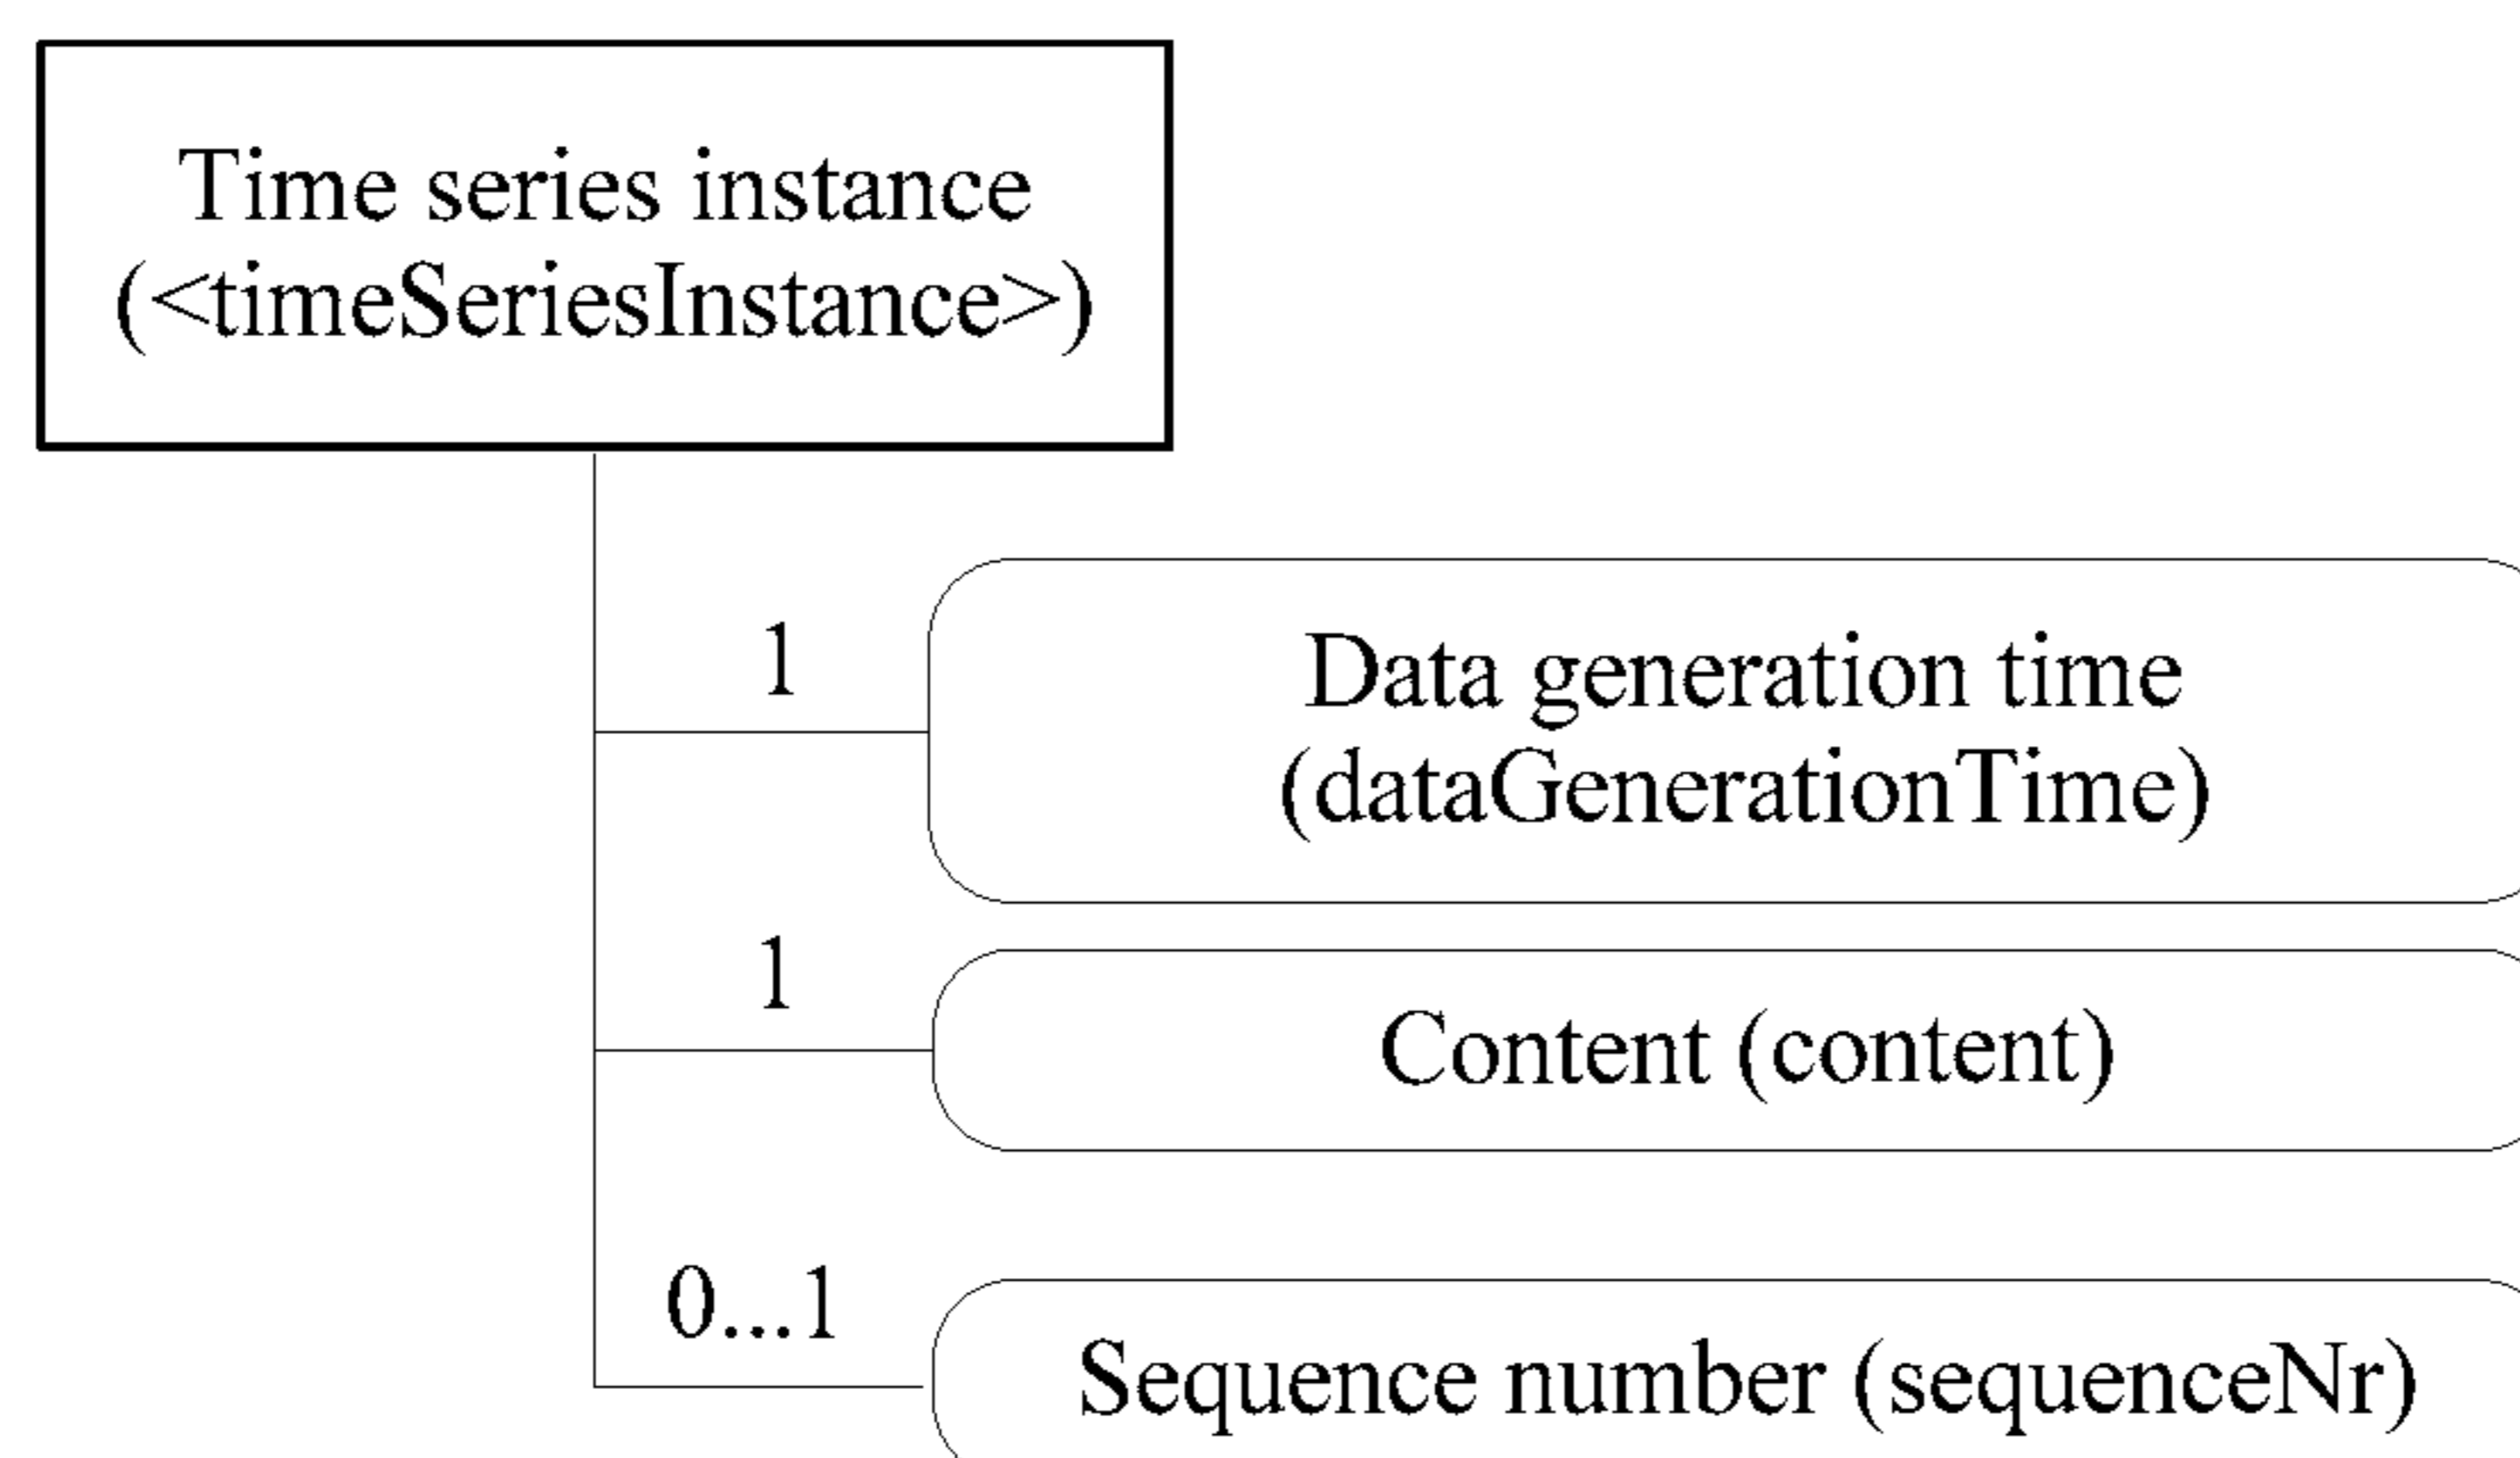 Time series instance
(<timeSeriesInstance>)
1
Data generation time
(dataGenerationTime)
1
Content (content)
0...1
Sequence number (sequenceNr)